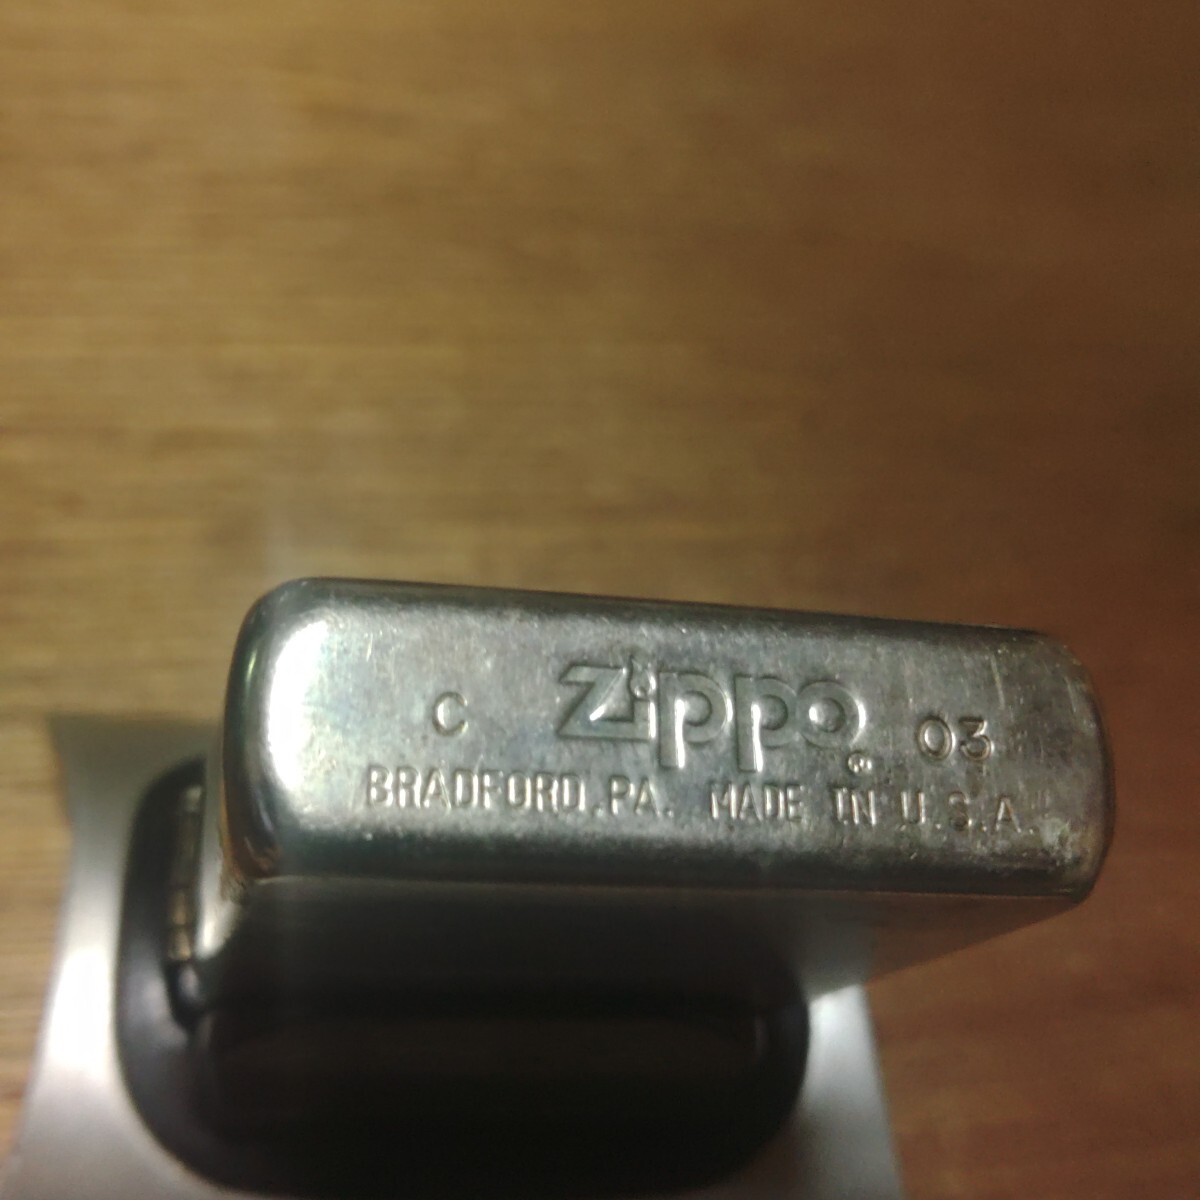 C Zippo ® 03
BRADFORD,PA. MADE IN U.S.A.